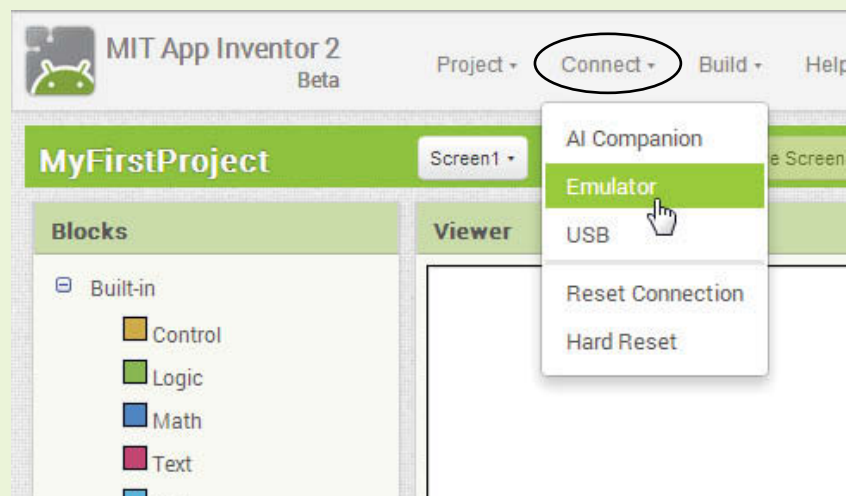 MIT App Inventor 2
Beta
Project
Connect
Build
Help
MyFirstProject
Screen1
AI Companion
Emulator
USB
Reset Connection
Hard Reset
Screen
Blocks
Viewer
Built-in
Control
Logic
Math
Text